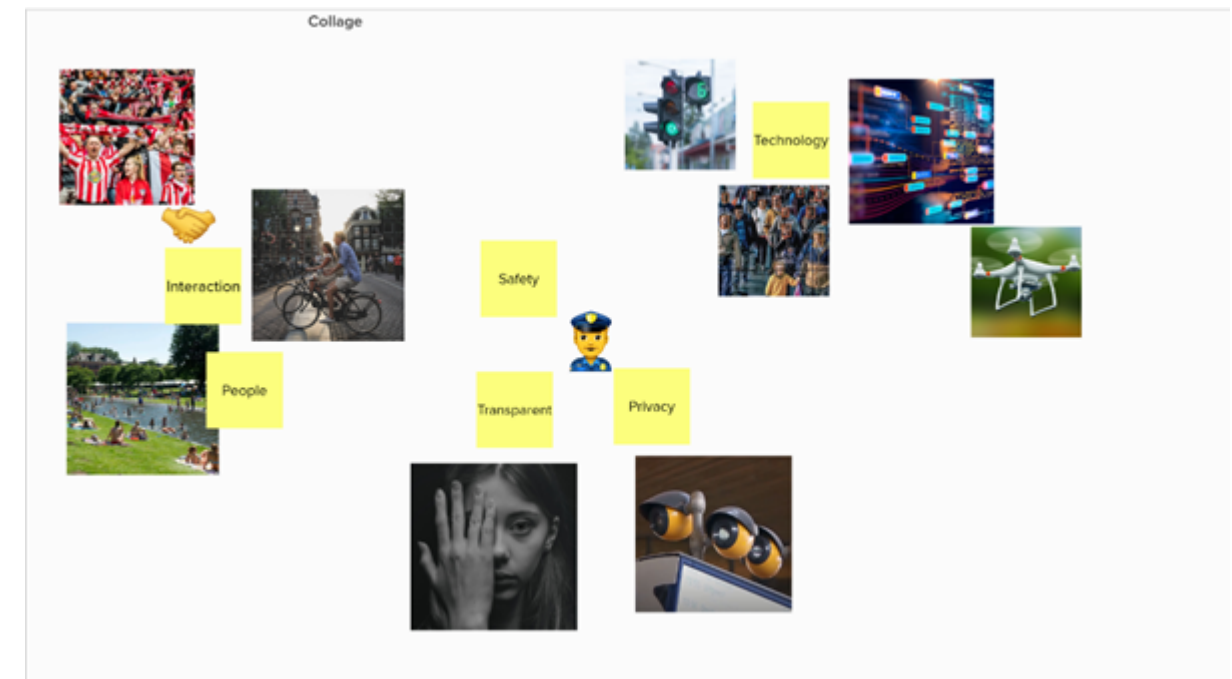 Collage
Technology
Interaction
Safety
People
Transparent
Privacy